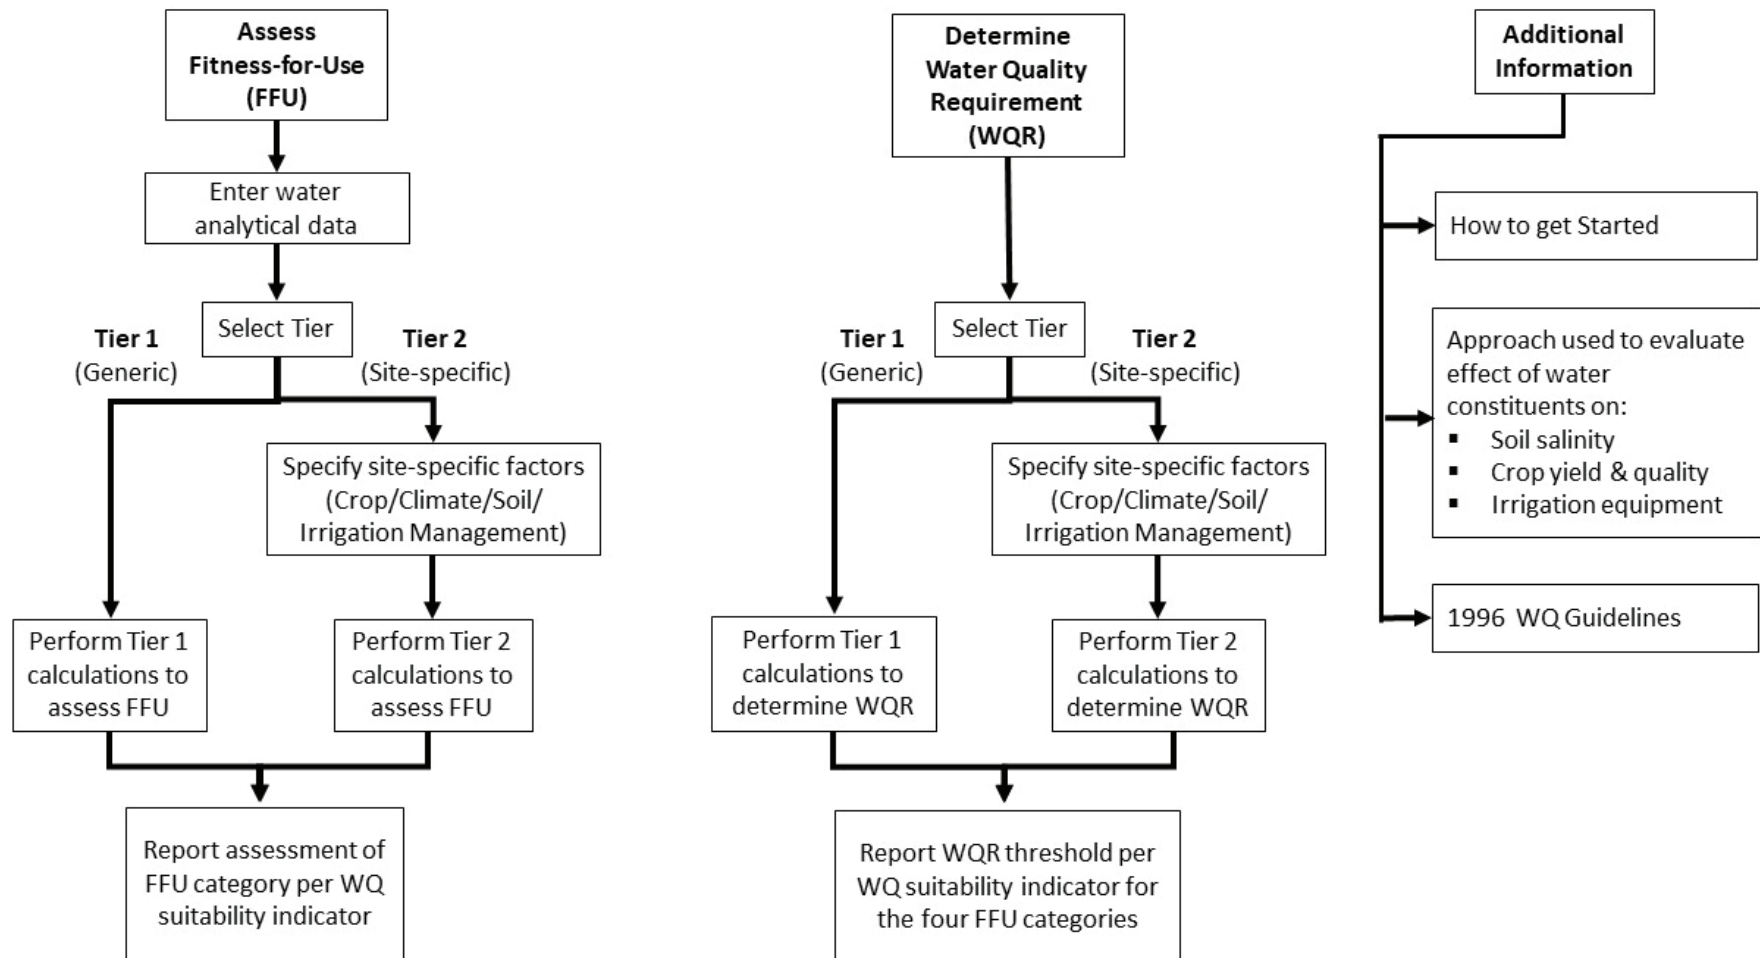 Assess
Fitness-for-Use
(FFU)
Enter water
analytical data
Select Tier
Tier 1
(Generic)
Tier 2
(Site-specific)
Specify site-specific factors
(Crop/Climate/Soil/
Irrigation Management)
Perform Tier 1
calculations to
assess FFU
Perform Tier 2
calculations to
assess FFU
Report assessment of
FFU category per WQ
suitability indicator
Determine
Water Quality
Requirement
(WQR)
Select Tier
Tier 1
(Generic)
Tier 2
(Site-specific)
Specify site-specific factors
(Crop/Climate/Soil/
Irrigation Management)
Perform Tier 1
calculations to
determine WQR
Perform Tier 2
calculations to
determine WQR
Report WQR threshold per
WQ suitability indicator for
the four FFU categories
Additional
Information
How to get Started
Approach used to evaluate
effect of water
constituents on:
▪ Soil salinity
▪ Crop yield & quality
▪ Irrigation equipment
1996 WQ Guidelines